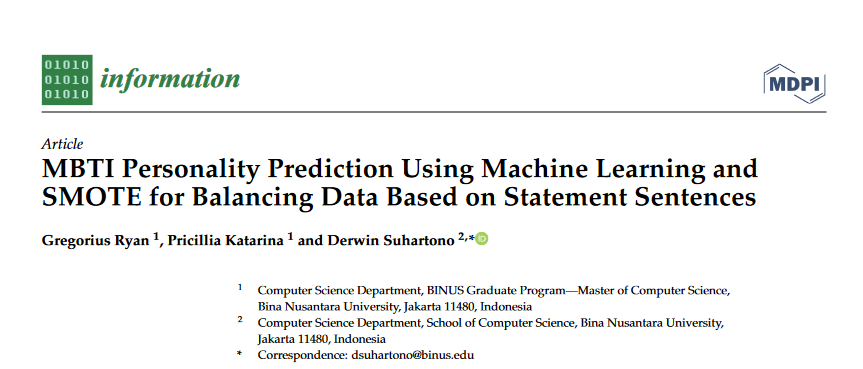 01010
01010
01010
information
MDPI
Article
MBTI Personality Prediction Using Machine Learning and
SMOTE for Balancing Data Based on Statement Sentences
Gregorius Ryan 1, Pricillia Katarina 1 and Derwin Suhartono 2,* iD
1 Computer Science Department, BINUS Graduate Program—Master of Computer Science,
Bina Nusantara University, Jakarta 11480, Indonesia
2 Computer Science Department, School of Computer Science, Bina Nusantara University,
Jakarta 11480, Indonesia
* Correspondence: dsuhartono@binus.edu